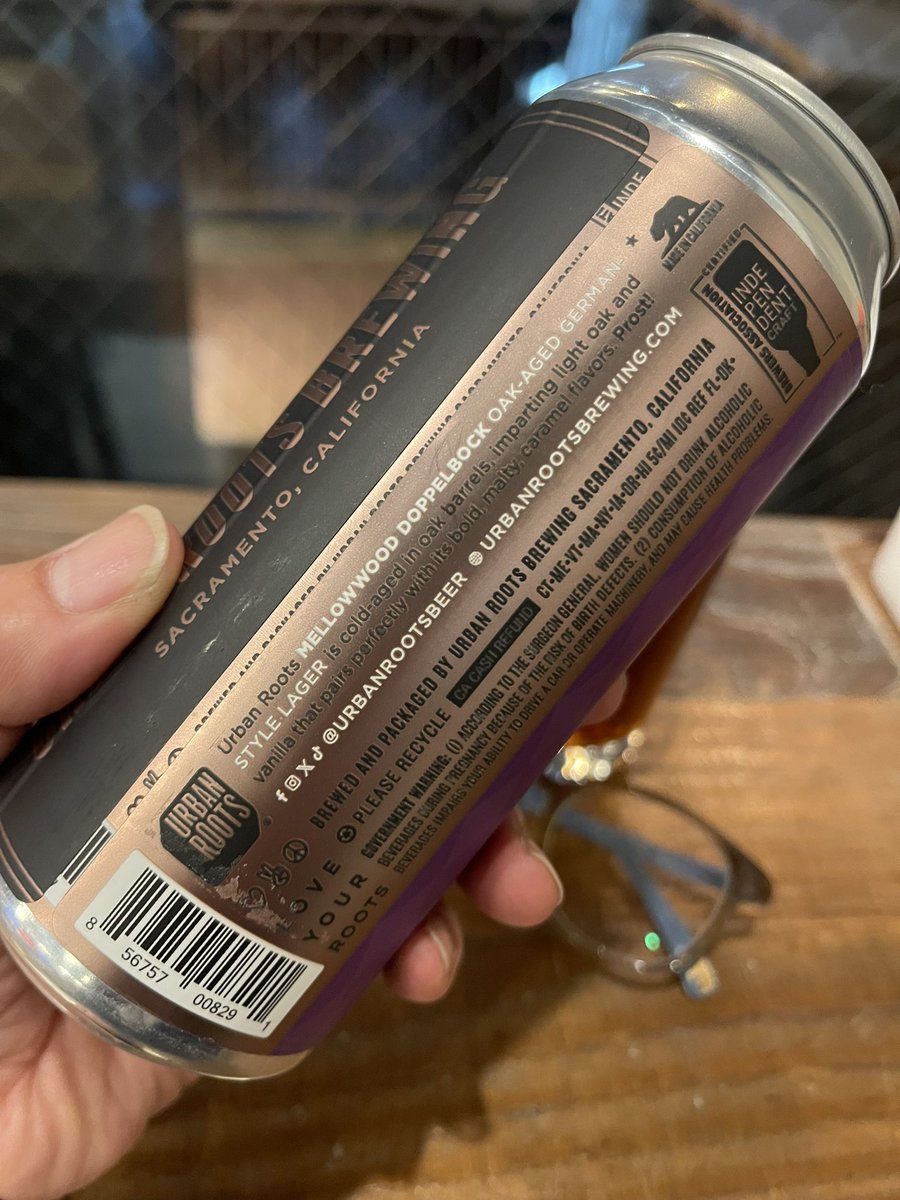 ROOTS BREWING
SACRAMENTO, CALIFORNIA
INDE
Urban Roots MELLOWWOOD DOPPELBOCK OAK-AGED GERMAN-
STYLE LAGER is cold-aged in oak barrels, imparting light oak and
vanilla that pairs perfectly with its bold, malty, caramel flavors. Prost!
@URBANROOTSBEER URBANROOTSBREWING.COM
BREWED AND PACKAGED BY URBAN ROOTS BREWING SACRAMENTO, CALIFORNIA
PLEASE RECYCLE CA CASH REFUND CT-ME-VT-MA-NY-IA-OR-HI 5¢/MI 10¢ REF FL-OK-
GOVERNMENT WARNING: (1) ACCORDING TO THE SURGEON GENERAL, WOMEN SHOULD NOT DRINK ALCOHOLIC
BEVERAGES DURING PREGNANCY BECAUSE OF THE RISK OF BIRTH DEFECTS. (2) CONSUMPTION OF ALCOHOLIC
BEVERAGES IMPAIRS YOUR ABILITY TO DRIVE A CAR OR OPERATE MACHINERY, AND MAY CAUSE HEALTH PROBLEMS.
MADE IN CALIFORNIA
CERTIFIED
INDE
PEN
DENT
CRAFT
BREWERS ASSOCIATION
URBAN
ROOTS
LOVE
YOUR
ROOTS
8 56757 00829 1